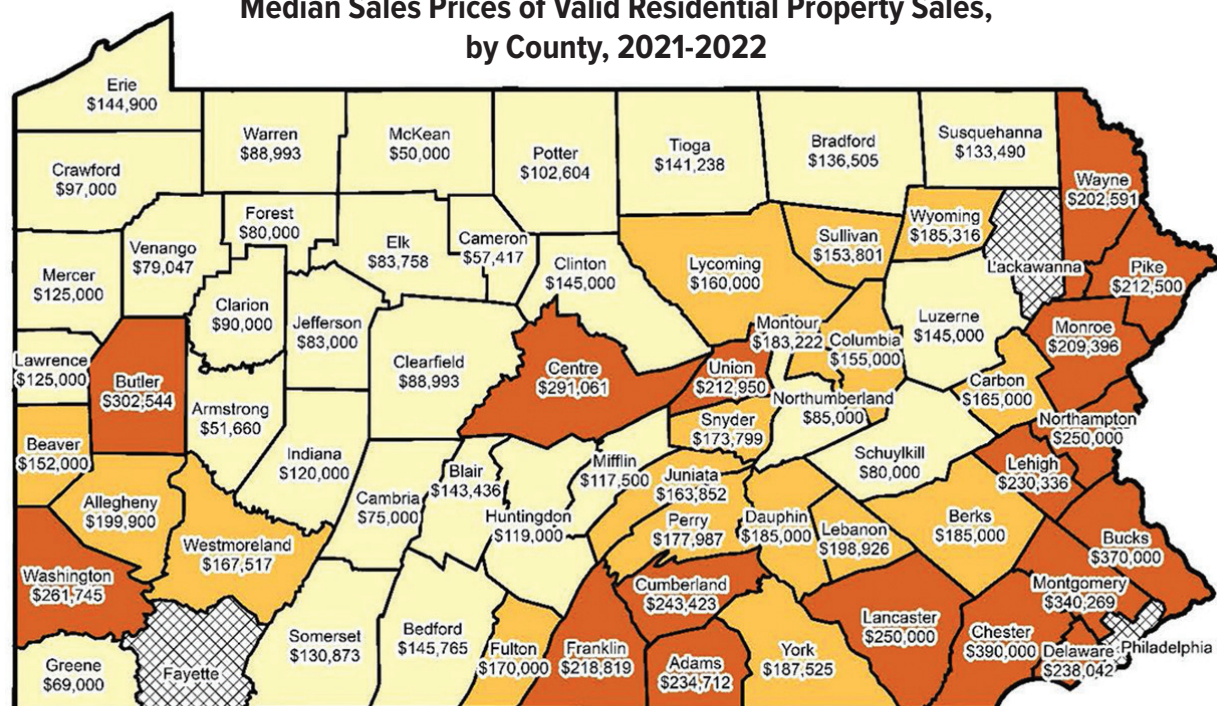 Median Sales Prices of Valid Residential Property Sales,
by County, 2021-2022
Erie
$144,900
Warren
$88,993
McKean
$50,000
Potter
$102,604
Tioga
$141,238
Bradford
$136,505
Susquehanna
$133,490
Crawford
$97,000
Wayne
$202,591
Forest
$80,000
Wyoming
$185,316
Venango
$79,047
Elk
$83,758
Cameron
$57,417
Sullivan
$153,801
Mercer
$125,000
Clinton
$145,000
Lycoming
$160,000
Lackawanna
Pike
$212,500
Clarion
$90,000
Jefferson
$83,000
Montour
$183,222
Columbia
$155,000
Luzerne
$145,000
Monroe
$209,396
Lawrence
$125,000
Butler
$302,544
Clearfield
$88,993
Centre
$291,061
Union
$212,950
Carbon
$165,000
Armstrong
$51,660
Northumberland
$85,000
Northampton
$250,000
Beaver
$152,000
Snyder
$173,799
Indiana
$120,000
Blair
$143,436
Mifflin
$117,500
Schuylkill
$80,000
Lehigh
$230,336
Allegheny
$199,900
Cambria
$75,000
Juniata
$163,852
Huntingdon
$119,000
Perry
$177,987
Dauphin
$185,000
Lebanon
$198,926
Berks
$185,000
Bucks
$370,000
Westmoreland
$167,517
Washington
$261,745
Cumberland
$243,423
Montgomery
$340,269
Somerset
$130,873
Bedford
$145,765
Fulton
$170,000
Franklin
$218,819
Adams
$234,712
York
$187,525
Lancaster
$250,000
Chester
$390,000
Delaware
$238,042
Philadelphia
Greene
$69,000
Fayette